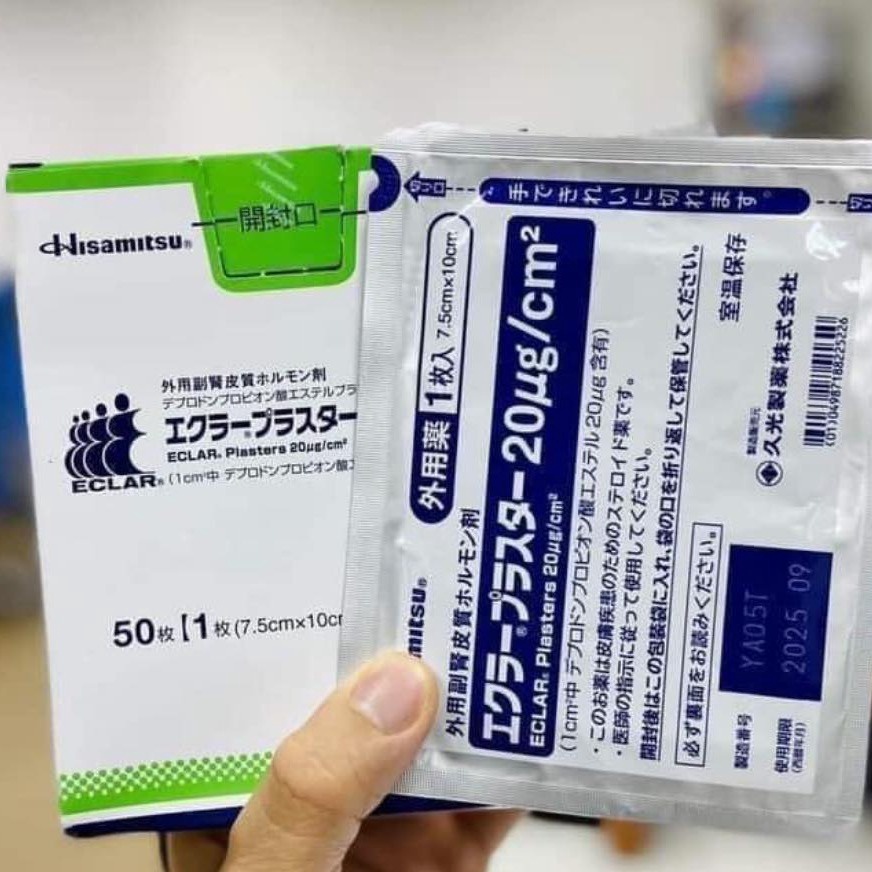 Hisamitsu®
開封口
外用副腎皮質ホルモン剤
デプロドンプロピオン酸エステルプラ
エクラー®プラスター
ECLAR® Plasters 20μg/cm²
ECLAR®
(1cm²中 デプロドンプロピオン酸エ
50枚【1枚(7.5cm×10cm
切り口
手できれいに切れます。
切り
外用薬 1枚入 7.5cm×10cm
mitsu®
外用副腎皮質ホルモン剤
エクラー®プラスター20μg/cm²
ECLAR® Plasters 20μg/cm²
(1cm²中 デプロドンプロピオン酸エステル 20μg 含有)
・このお薬は皮膚疾患のためのステロイド薬です。
・医師の指示に従って使用してください。
開封後はこの包装袋に入れ、袋の口を折り返して保管してください。
必ず裏面をお読みください。
室温保存
製造販売元
久光製薬株式会社
(01)04987188225226
製造番号
YA05T
使用期限
(西暦年月)
2025.09